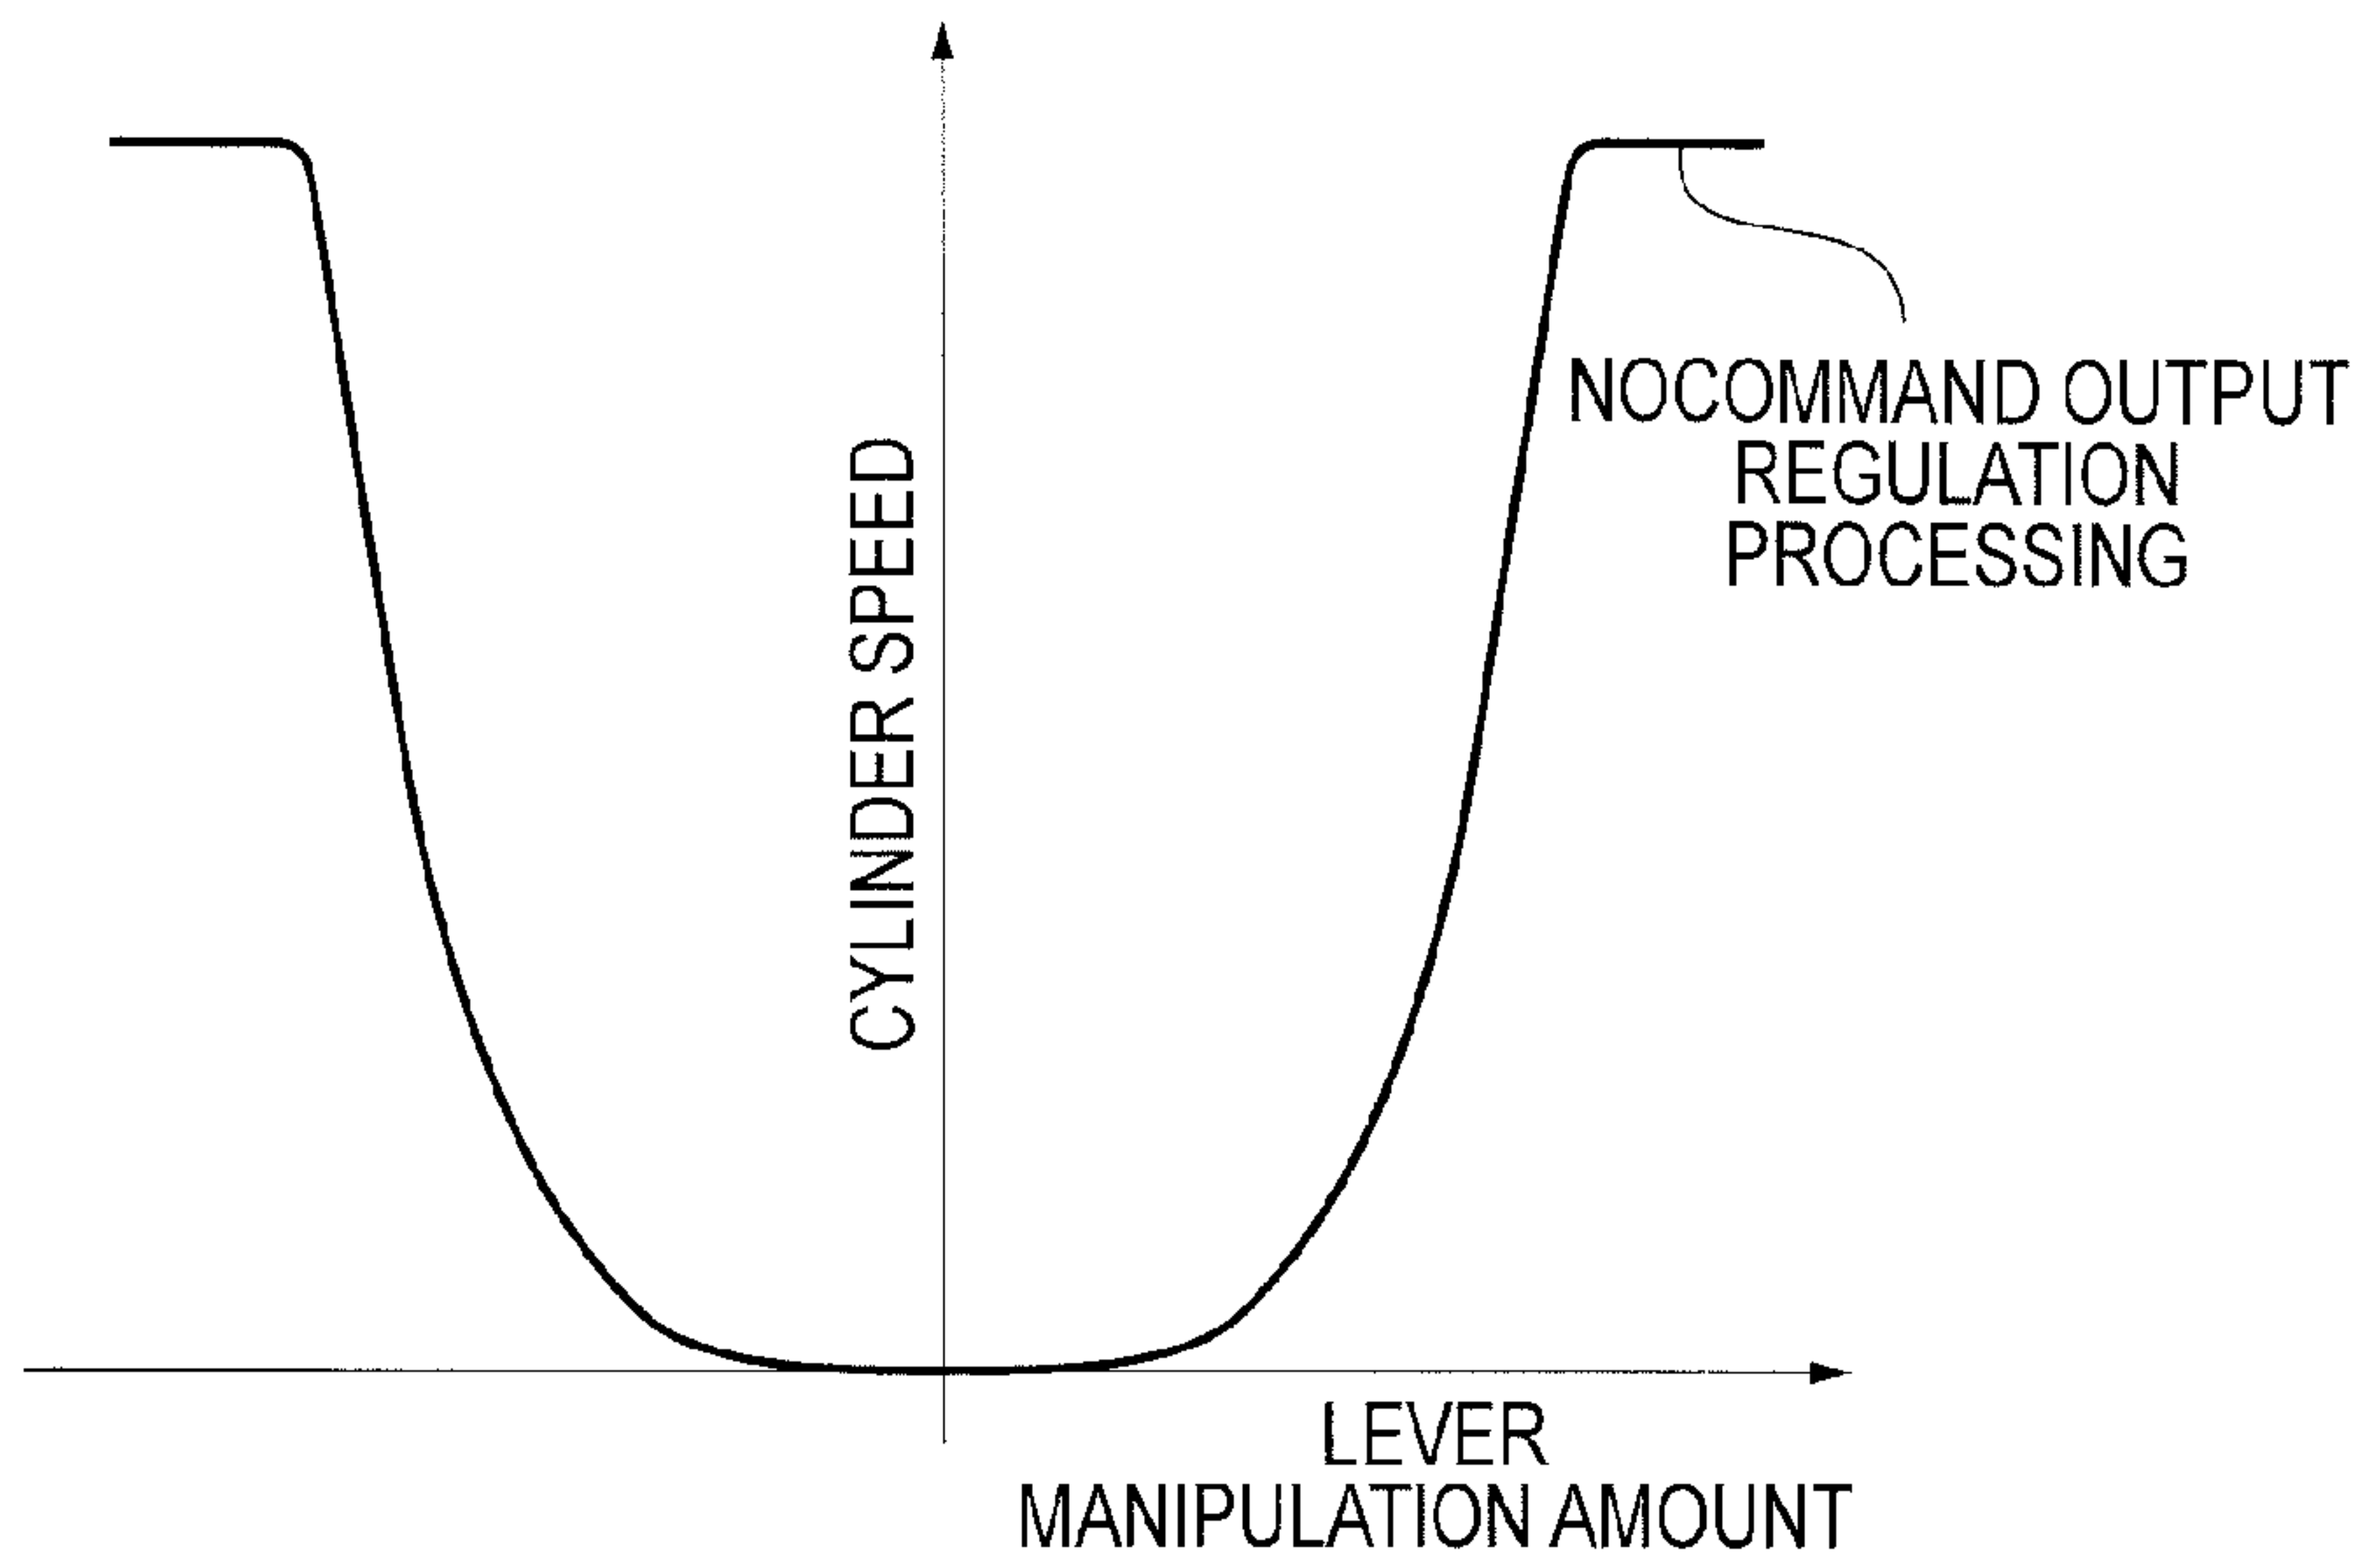 CYLINDER SPEED
NOCOMMAND OUTPUT
REGULATION
PROCESSING
LEVER
MANIPULATION AMOUNT